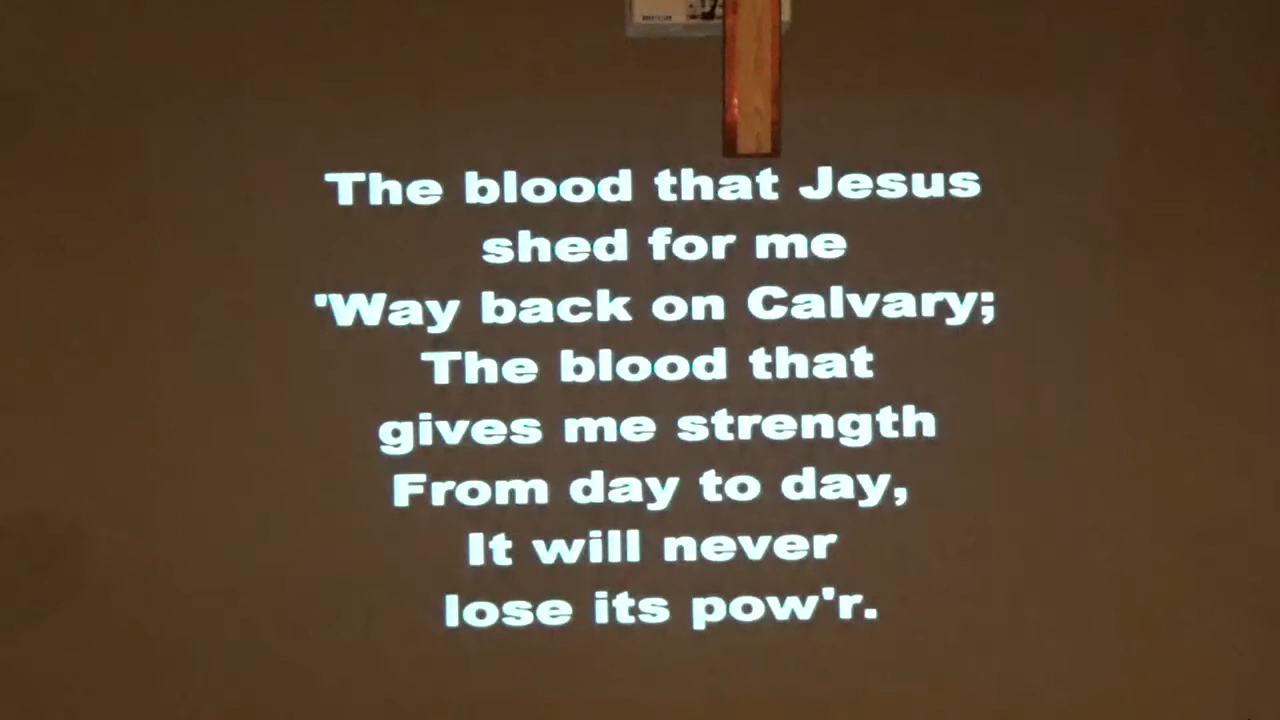 The blood that Jesus
shed for me
'Way back on Calvary;
The blood that
gives me strength
From day to day,
It will never
lose its pow'r.